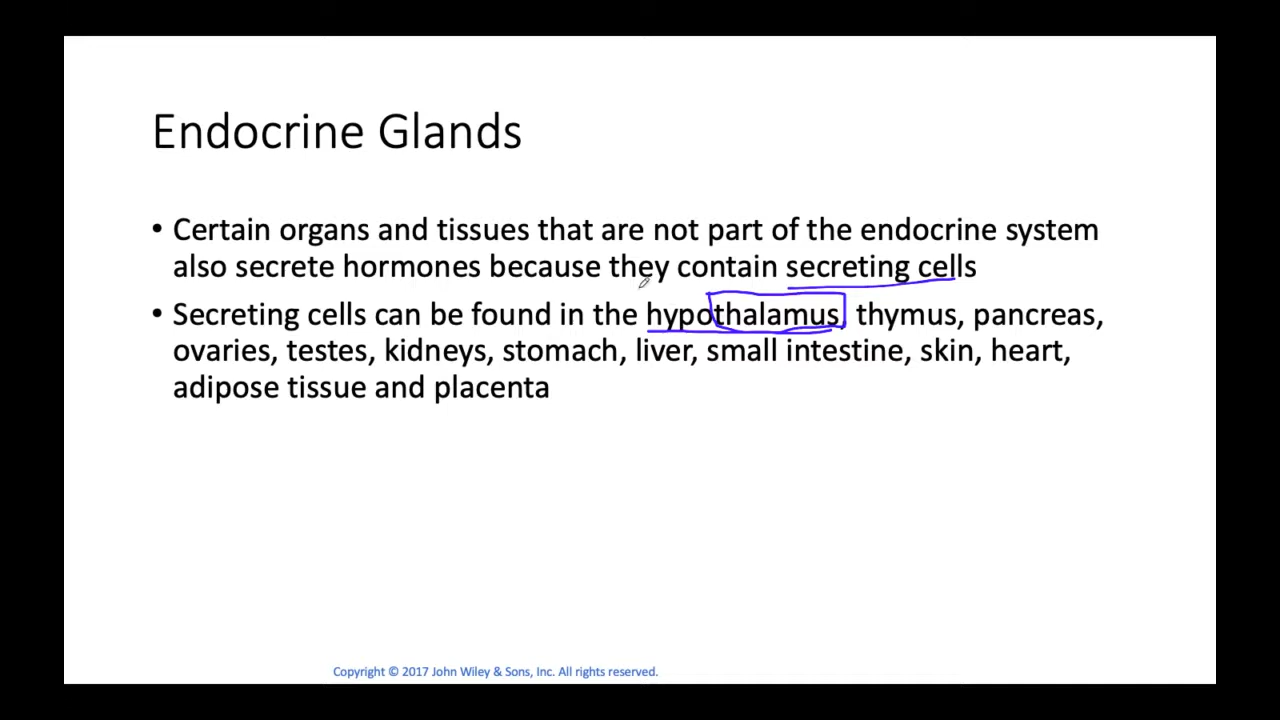 Endocrine Glands
• Certain organs and tissues that are not part of the endocrine system
also secrete hormones because they contain secreting cells
• Secreting cells can be found in the hypothalamus, thymus, pancreas,
ovaries, testes, kidneys, stomach, liver, small intestine, skin, heart,
adipose tissue and placenta
Copyright © 2017 John Wiley & Sons, Inc. All rights reserved.